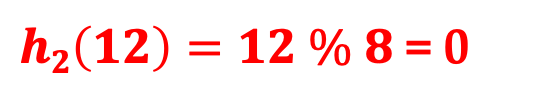 h₂(12) = 12 % 8 = 0